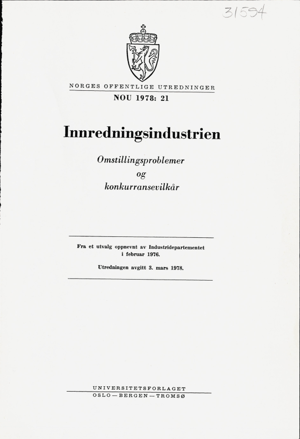 31594
NORGES OFFENTLIGE UTREDNINGER
NOU 1978: 21
Innredningsindustrien
Omstillingsproblemer
og
konkurransevilkår
Fra et utvalg oppnevnt av Industridepartementet
i februar 1976.
Utredningen avgitt 5. mars 1978.
UNIVERSITETSFORLAGET
OSLO—BERGEN—TROMSØ